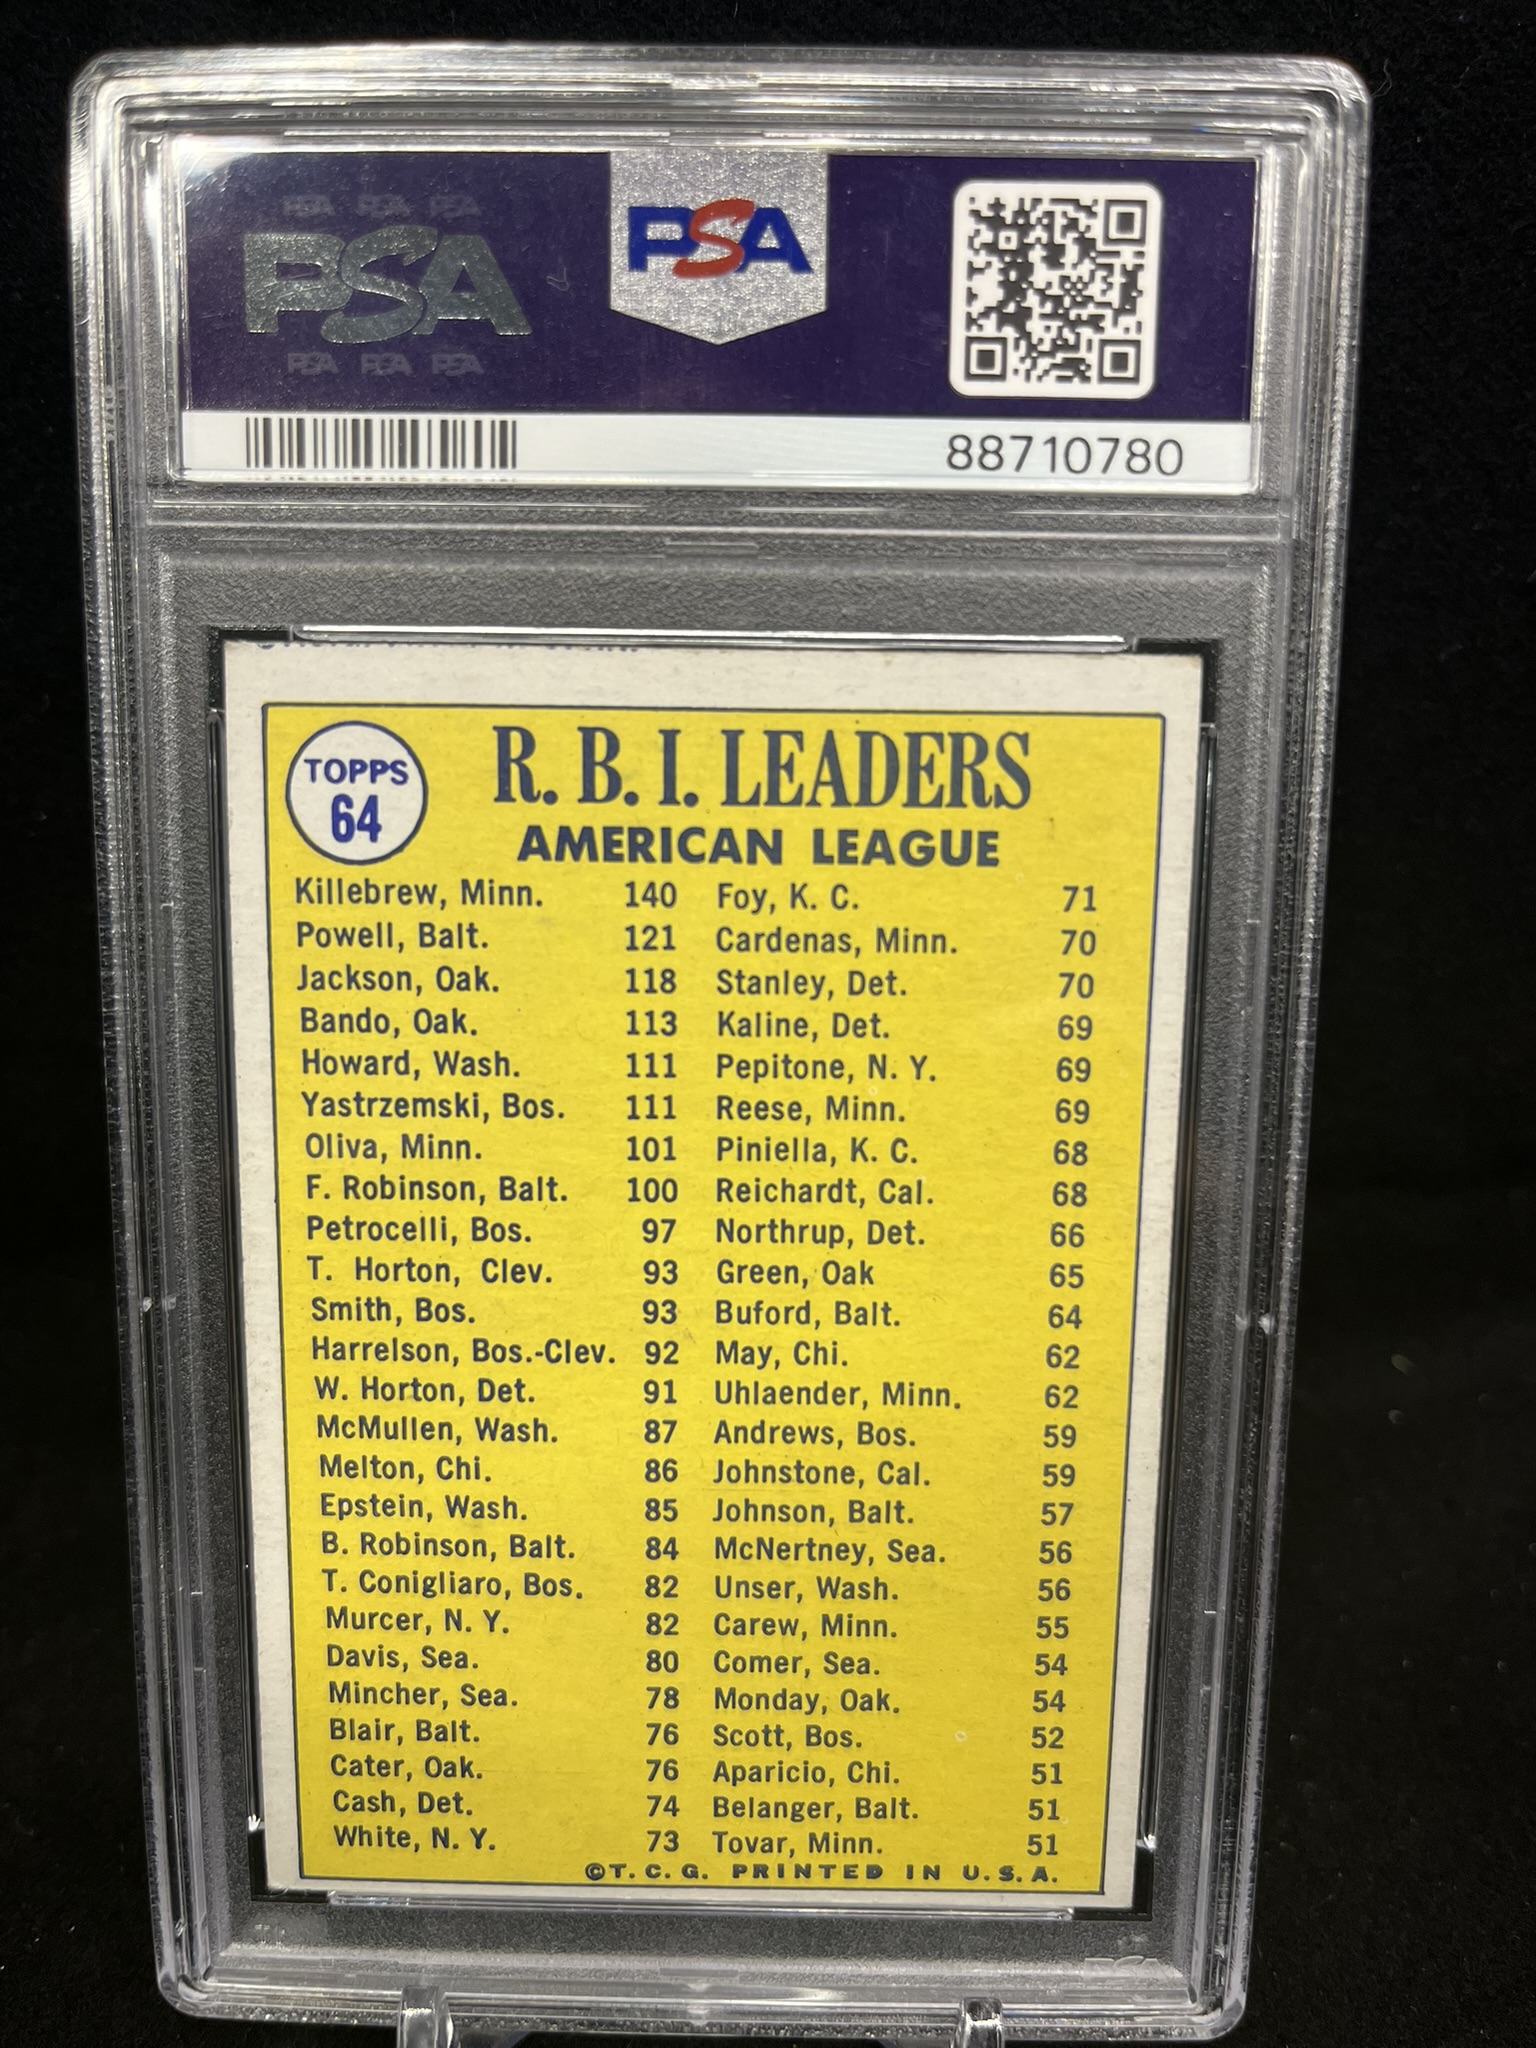 PSA PSA PSA
PSA
PSA PSA PSA
PSA
88710780
TOPPS
64
R. B. I. LEADERS
AMERICAN LEAGUE
Killebrew, Minn. 140 Foy, K. C. 71
Powell, Balt. 121 Cardenas, Minn. 70
Jackson, Oak. 118 Stanley, Det. 70
Bando, Oak. 113 Kaline, Det. 69
Howard, Wash. 111 Pepitone, N. Y. 69
Yastrzemski, Bos. 111 Reese, Minn. 69
Oliva, Minn. 101 Piniella, K. C. 68
F. Robinson, Balt. 100 Reichardt, Cal. 68
Petrocelli, Bos. 97 Northrup, Det. 66
T. Horton, Clev. 93 Green, Oak 65
Smith, Bos. 93 Buford, Balt. 64
Harrelson, Bos.-Clev. 92 May, Chi. 62
W. Horton, Det. 91 Uhlaender, Minn. 62
McMullen, Wash. 87 Andrews, Bos. 59
Melton, Chi. 86 Johnstone, Cal. 59
Epstein, Wash. 85 Johnson, Balt. 57
B. Robinson, Balt. 84 McNertney, Sea. 56
T. Conigliaro, Bos. 82 Unser, Wash. 56
Murcer, N. Y. 82 Carew, Minn. 55
Davis, Sea. 80 Comer, Sea. 54
Mincher, Sea. 78 Monday, Oak. 54
Blair, Balt. 76 Scott, Bos. 52
Cater, Oak. 76 Aparicio, Chi. 51
Cash, Det. 74 Belanger, Balt. 51
White, N. Y. 73 Tovar, Minn. 51
©T. C. G. PRINTED IN U. S. A.